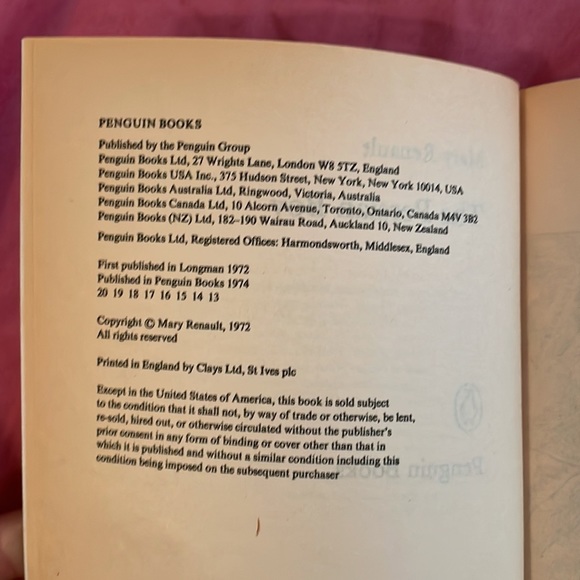 PENGUIN BOOKS
Published by the Penguin Group
Penguin Books Ltd, 27 Wrights Lane, London W8 5TZ, England
Penguin Books USA Inc., 375 Hudson Street, New York, New York 10014, USA
Penguin Books Australia Ltd, Ringwood, Victoria, Australia
Penguin Books Canada Ltd, 10 Alcorn Avenue, Toronto, Ontario, Canada M4V 3B2
Penguin Books (NZ) Ltd, 182–190 Wairau Road, Auckland 10, New Zealand
Penguin Books Ltd, Registered Offices: Harmondsworth, Middlesex, England
First published in Longman 1972
Published in Penguin Books 1974
20 19 18 17 16 15 14 13
Copyright © Mary Renault, 1972
All rights reserved
Printed in England by Clays Ltd, St Ives plc
Except in the United States of America, this book is sold subject
to the condition that it shall not, by way of trade or otherwise, be lent,
re-sold, hired out, or otherwise circulated without the publisher's
prior consent in any form of binding or cover other than that in
which it is published and without a similar condition including this
condition being imposed on the subsequent purchaser